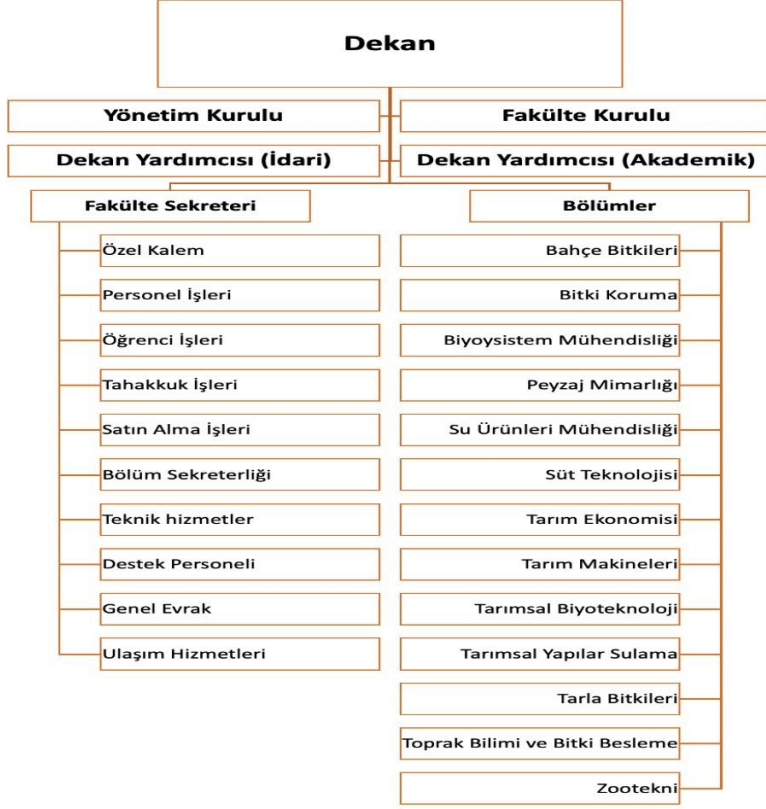 Dekan
Yönetim Kurulu
Fakülte Kurulu
Dekan Yardımcısı (İdari)
Dekan Yardımcısı (Akademik)
Fakülte Sekreteri
Özel Kalem
Personel İşleri
Öğrenci İşleri
Tahakkuk İşleri
Satın Alma İşleri
Bölüm Sekreterliği
Teknik hizmetler
Destek Personeli
Genel Evrak
Ulaşım Hizmetleri
Bölümler
Bahçe Bitkileri
Bitki Koruma
Biyoysistem Mühendisliği
Peyzaj Mimarlığı
Su Ürünleri Mühendisliği
Süt Teknolojisi
Tarım Ekonomisi
Tarım Makineleri
Tarımsal Biyoteknoloji
Tarımsal Yapılar Sulama
Tarla Bitkileri
Toprak Bilimi ve Bitki Besleme
Zootekni